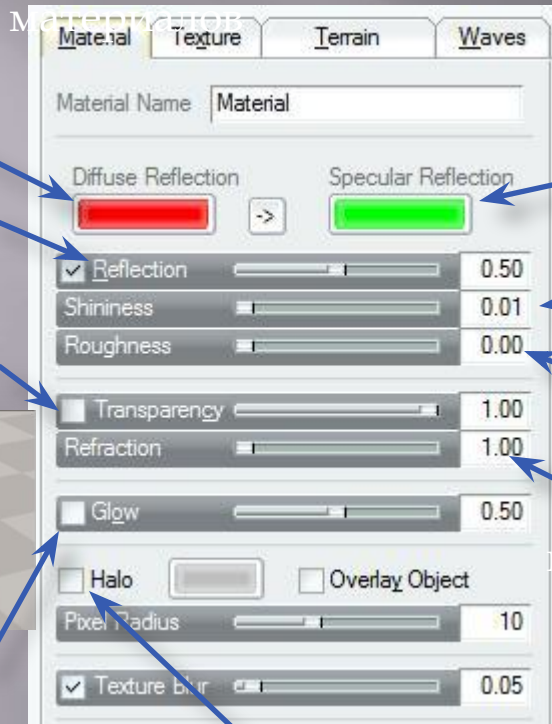 материалов
Material Texture Terrain Waves
Material Name Material
Diffuse Reflection Specular Reflection
->
Reflection 0.50
Shininess 0.01
Roughness 0.00
Transparency 1.00
Refraction 1.00
Glow 0.50
Halo Overlay Object
Pixel Radius 10
Texture Blur 0.05